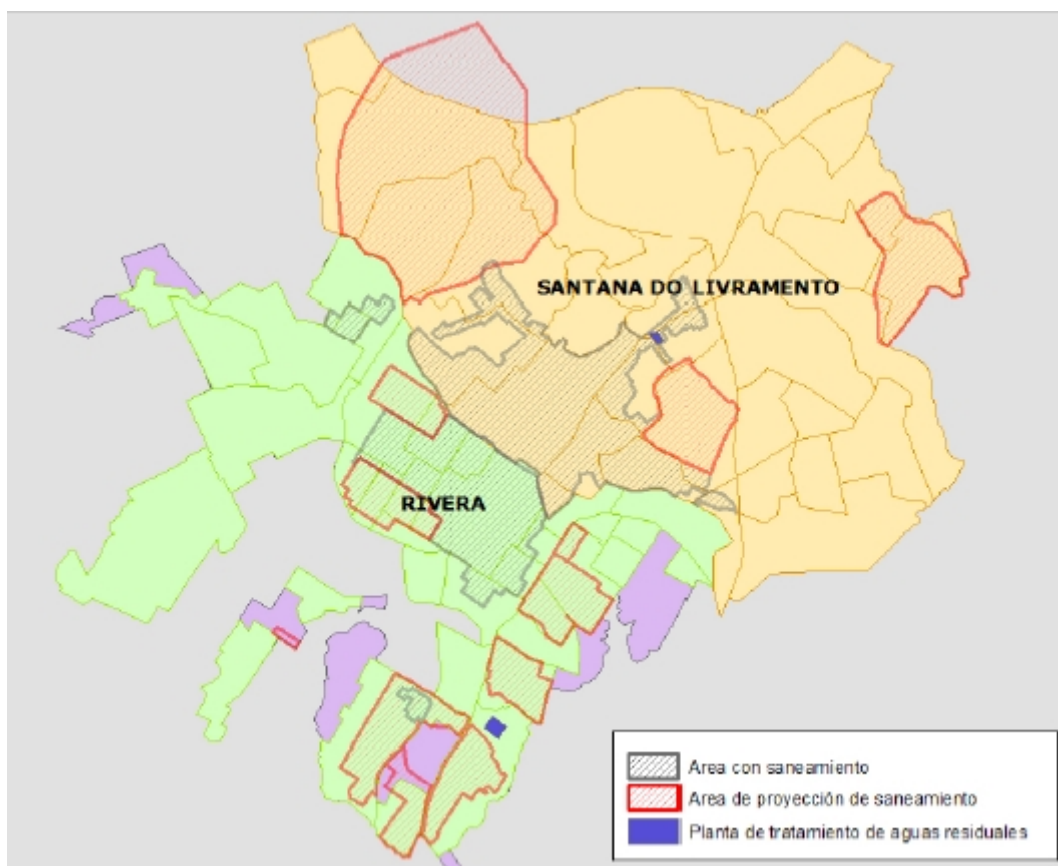 SANTANA DO LIVRAMENTO
RIVERA
Area con saneamiento
Area de proyección de saneamiento
Planta de tratamiento de aguas residuales